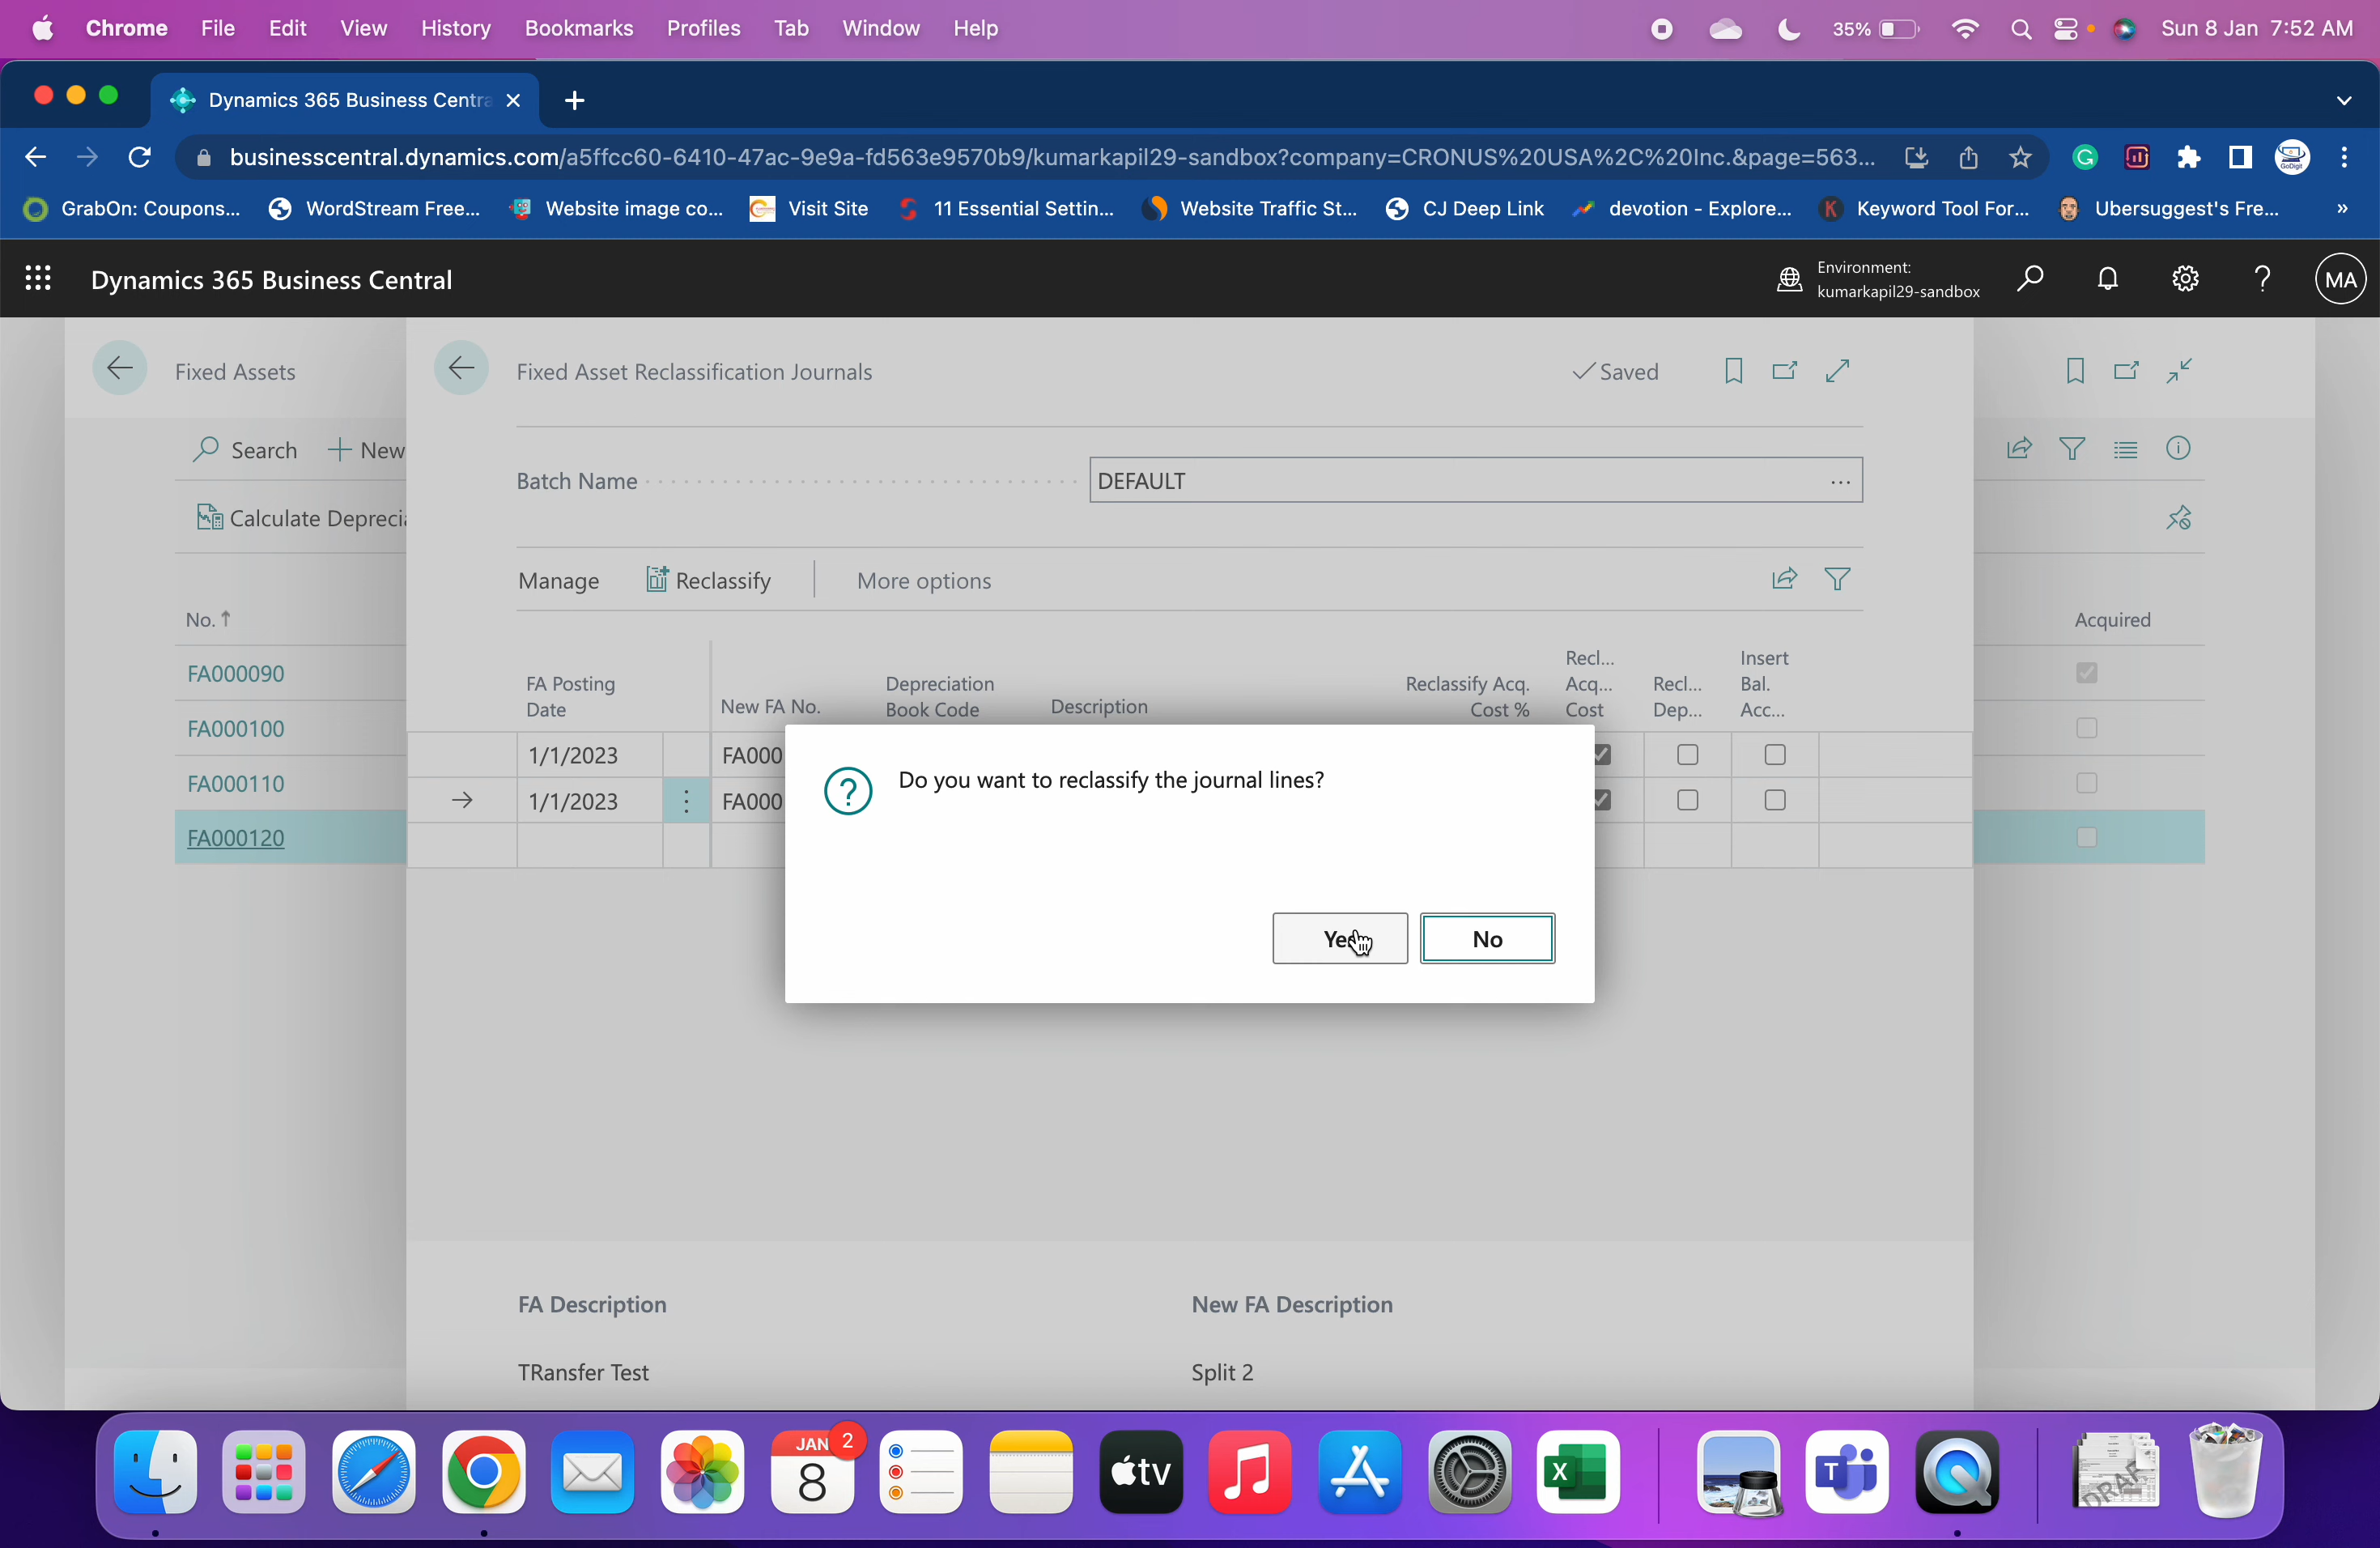 Chrome File Edit View History Bookmarks Profiles Tab Window Help 35% Sun 8 Jan 7:52 AM
Dynamics 365 Business Centra
businesscentral.dynamics.com/a5ffcc60-6410-47ac-9e9a-fd563e9570b9/kumarkapil29-sandbox?company=CRONUS%20USA%2C%20Inc.&page=563...
GrabOn: Coupons... WordStream Free... Website image co... Visit Site 11 Essential Settin... Website Traffic St... CJ Deep Link devotion - Explore... Keyword Tool For... Ubersuggest's Fre... »
Dynamics 365 Business Central
Environment:
kumarkapil29-sandbox
MA
Fixed Assets
Fixed Asset Reclassification Journals
Saved
Search + New
Batch Name DEFAULT ...
Calculate Deprecia
Manage Reclassify More options
No. ↑
FA Posting
Date
New FA No.
Depreciation
Book Code
Description
Reclassify Acq.
Cost %
Recl...
Acq...
Cost
Recl...
Dep...
Insert
Bal.
Acc...
Acquired
FA000090
FA000100
FA000110
FA000120
1/1/2023 FA000
1/1/2023 FA000
Do you want to reclassify the journal lines?
Yes No
FA Description New FA Description
TRansfer Test Split 2
JAN 2
8
tv
X
T
DRAF